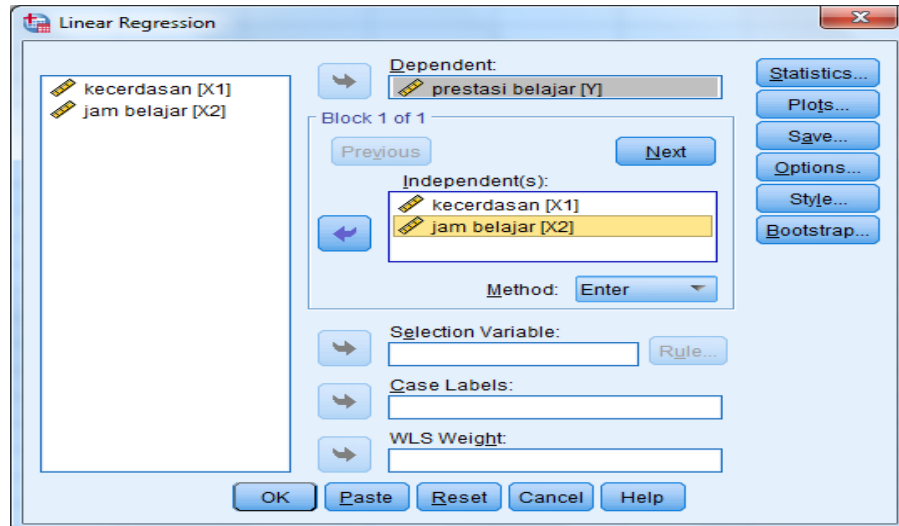 Linear Regression
kecerdasan [X1]
jam belajar [X2]
Dependent:
prestasi belajar [Y]
Block 1 of 1
Previous
Next
Independent(s):
kecerdasan [X1]
jam belajar [X2]
Method: Enter
Selection Variable:
Rule...
Case Labels:
WLS Weight:
Statistics...
Plots...
Save...
Options...
Style...
Bootstrap...
OK Paste Reset Cancel Help